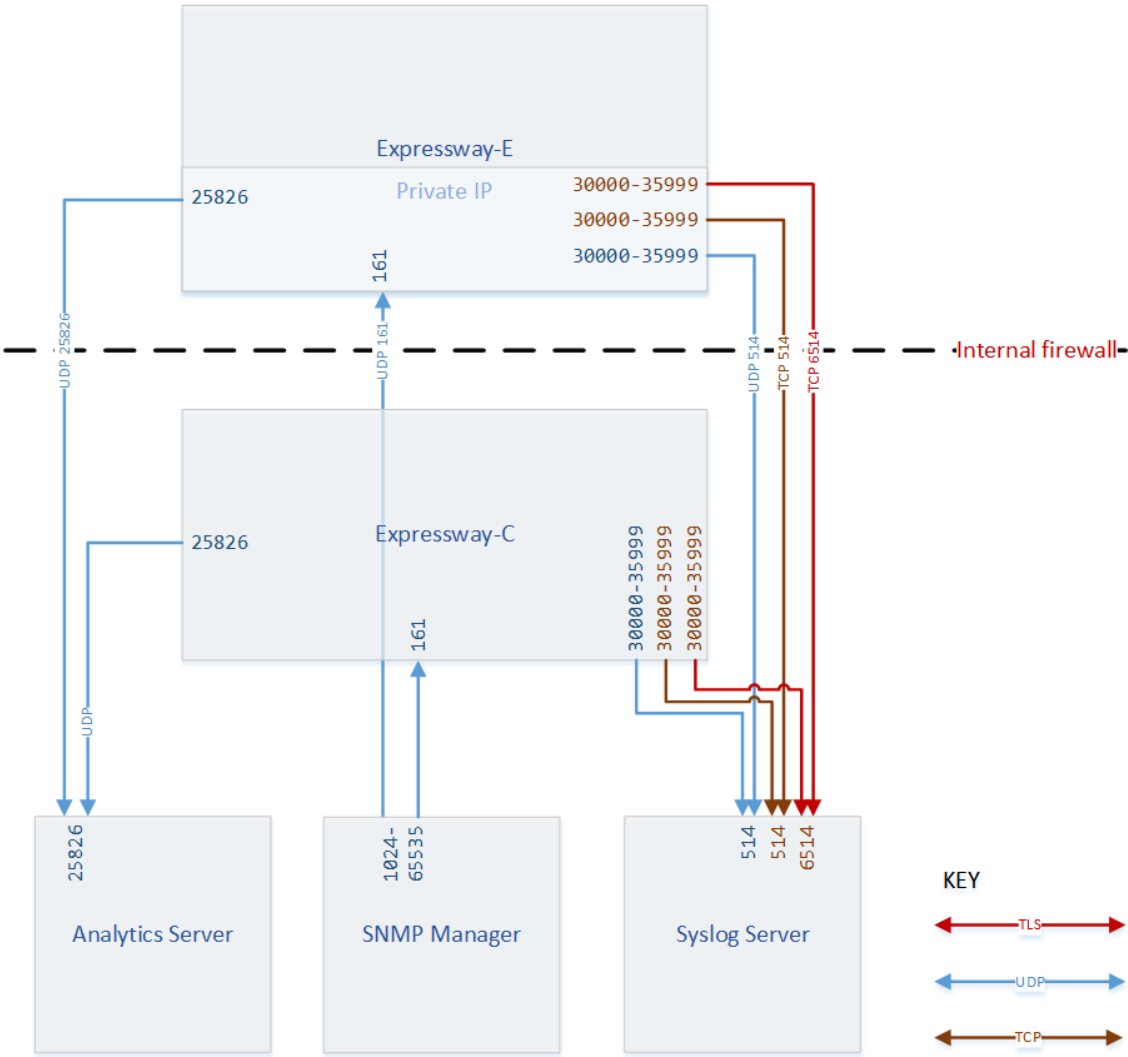 Expressway-E
Private IP
25826
30000-35999
30000-35999
30000-35999
161
UDP 25826
UDP 161
UDP 514
TCP 514
TCP 6514
Internal firewall
Expressway-C
25826
161
30000-35999
30000-35999
30000-35999
UDP
25826
1024-
65535
514
514
6514
Analytics Server
SNMP Manager
Syslog Server
KEY
TLS
UDP
TCP